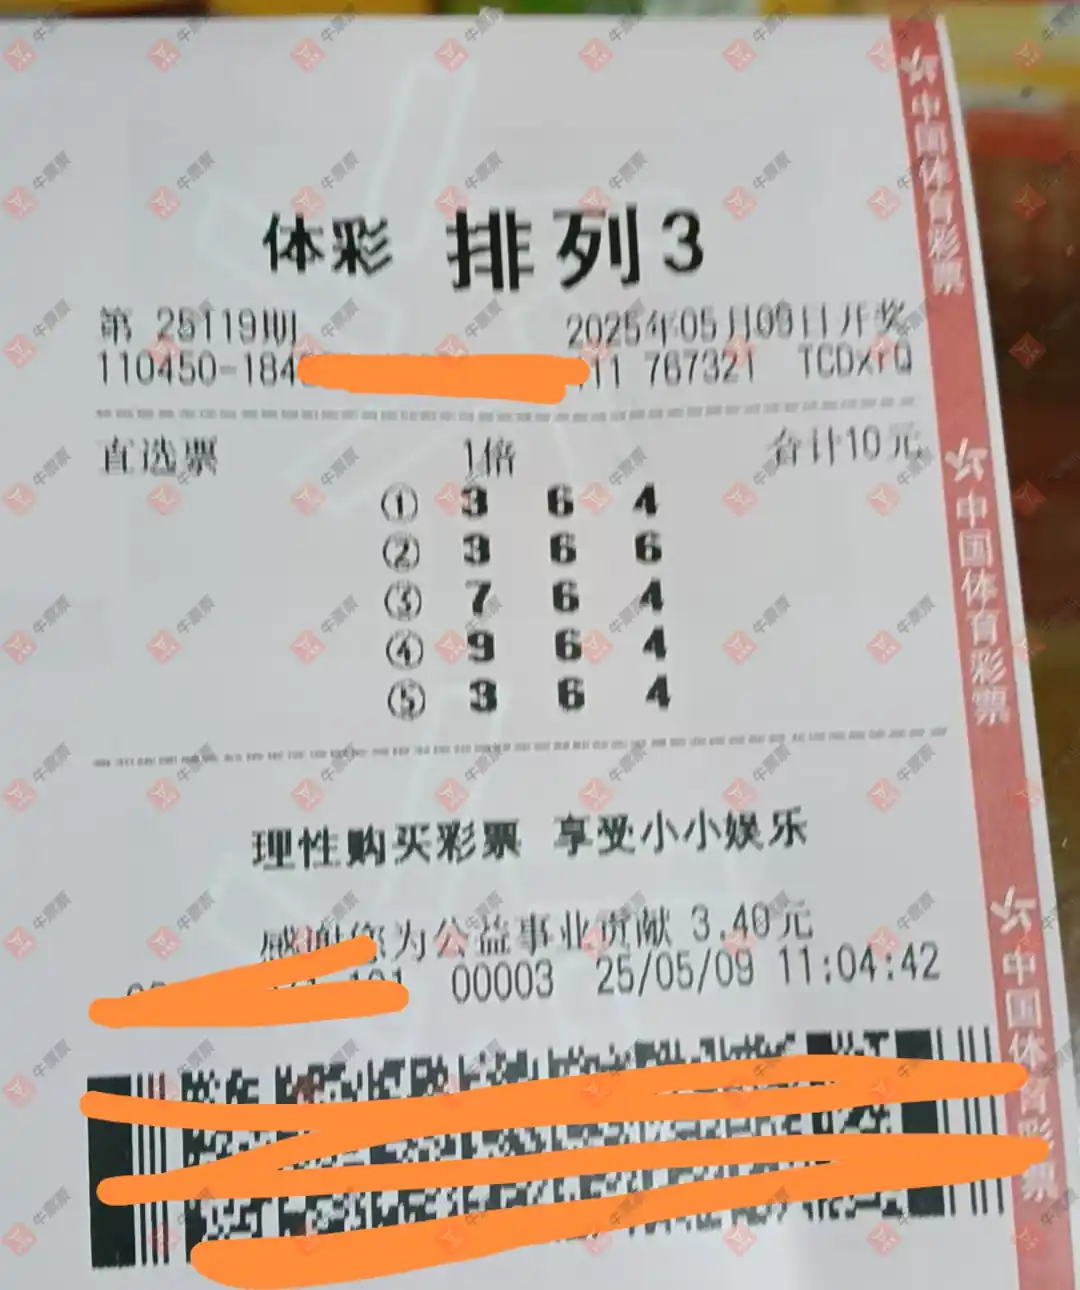 体彩 排列3
第 25119期 2025年05月09日开奖
110450-184 11 767321 TCDxrQ
直选票 1倍 合计10元
① 3 6 4
② 3 6 6
③ 7 6 4
④ 9 6 4
⑤ 3 6 4
理性购买彩票 享受小小娱乐
感谢您为公益事业贡献 3.40元
101 00003 25/05/09 11:04:42
中国体育彩票
中国体育彩票
中国体育彩票
牛票票